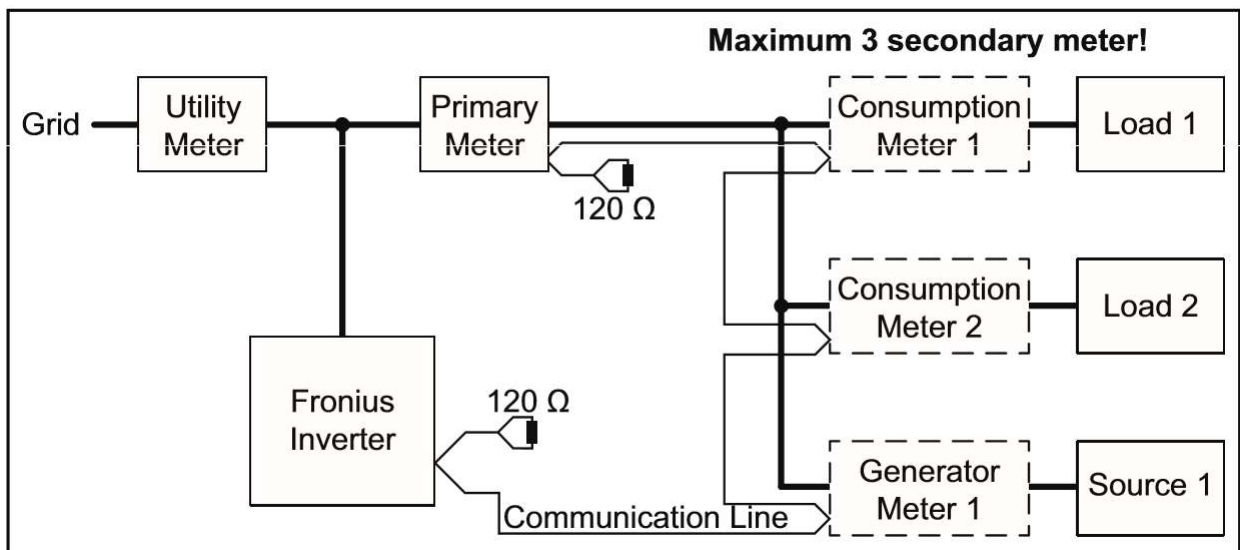 Maximum 3 secondary meter!
Grid
Utility
Meter
Primary
Meter
Consumption
Meter 1
Load 1
120 Ω
Consumption
Meter 2
Load 2
Fronius
Inverter
120 Ω
Generator
Meter 1
Source 1
Communication Line